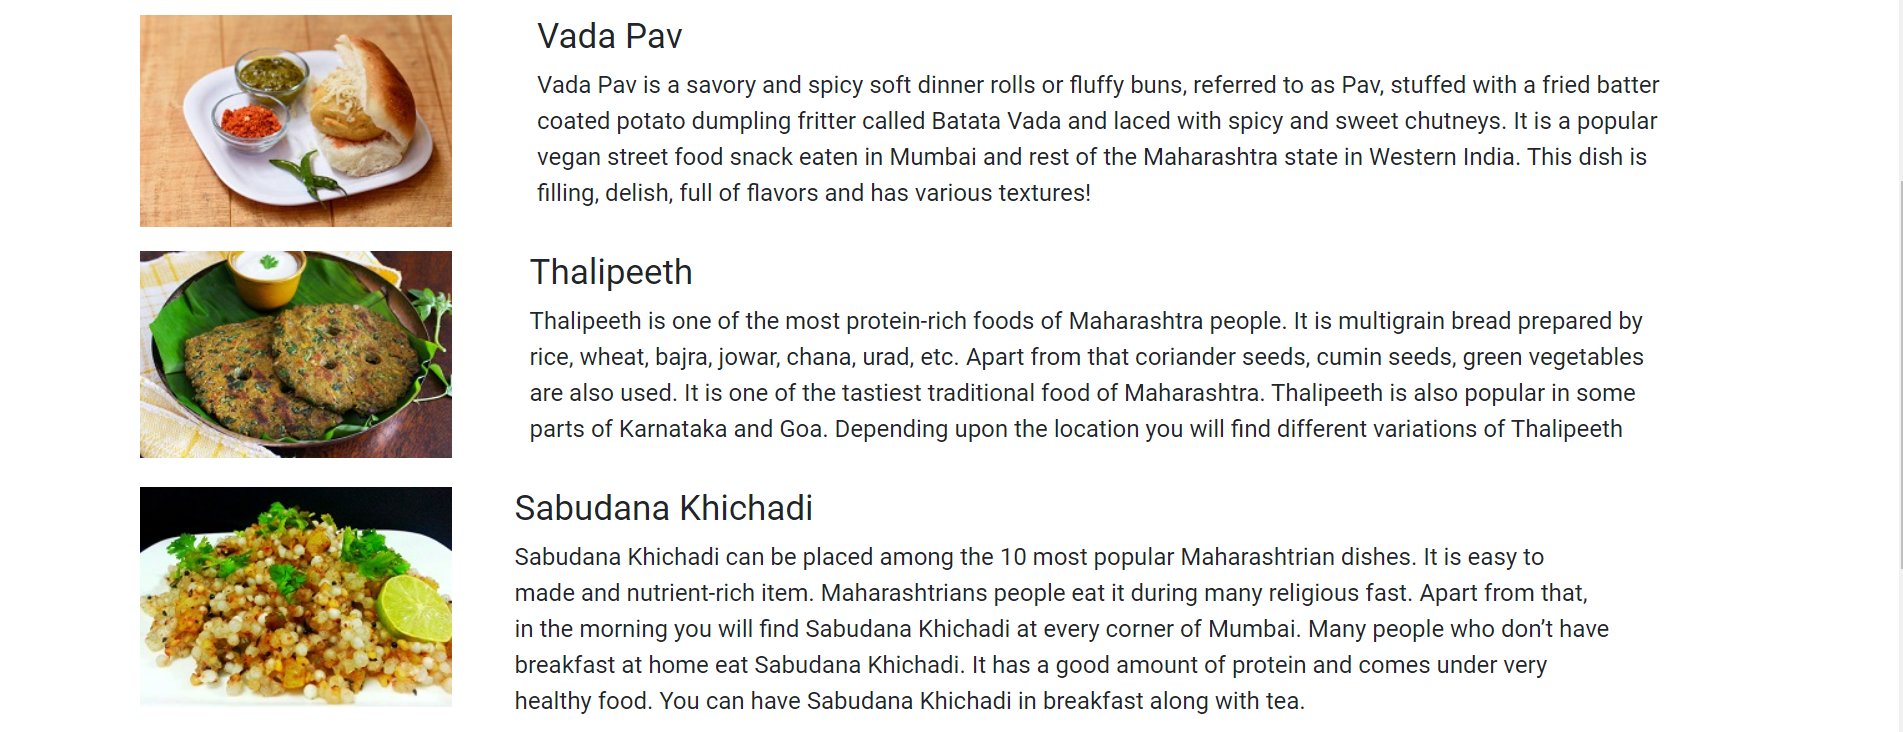 Vada Pav
Vada Pav is a savory and spicy soft dinner rolls or fluffy buns, referred to as Pav, stuffed with a fried batter
coated potato dumpling fritter called Batata Vada and laced with spicy and sweet chutneys. It is a popular
vegan street food snack eaten in Mumbai and rest of the Maharashtra state in Western India. This dish is
filling, delish, full of flavors and has various textures!
Thalipeeth
Thalipeeth is one of the most protein-rich foods of Maharashtra people. It is multigrain bread prepared by
rice, wheat, bajra, jowar, chana, urad, etc. Apart from that coriander seeds, cumin seeds, green vegetables
are also used. It is one of the tastiest traditional food of Maharashtra. Thalipeeth is also popular in some
parts of Karnataka and Goa. Depending upon the location you will find different variations of Thalipeeth
Sabudana Khichadi
Sabudana Khichadi can be placed among the 10 most popular Maharashtrian dishes. It is easy to
made and nutrient-rich item. Maharashtrians people eat it during many religious fast. Apart from that,
in the morning you will find Sabudana Khichadi at every corner of Mumbai. Many people who don’t have
breakfast at home eat Sabudana Khichadi. It has a good amount of protein and comes under very
healthy food. You can have Sabudana Khichadi in breakfast along with tea.